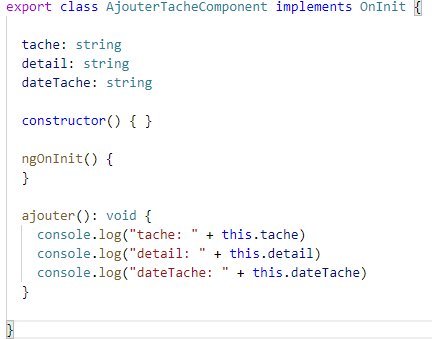 export class AjouterTacheComponent implements OnInit {
tache: string
detail: string
dateTache: string
constructor() { }
ngOnInit() {
}
ajouter(): void {
console.log("tache: " + this.tache)
console.log("detail: " + this.detail)
console.log("dateTache: " + this.dateTache)
}
}